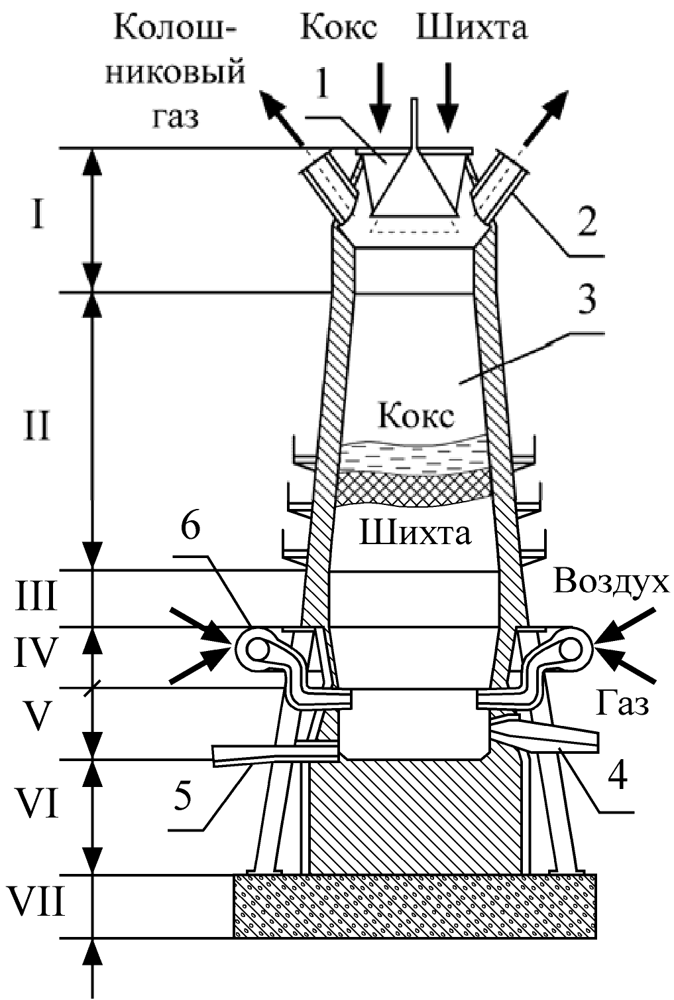 Колош-
никовый
газ
Кокс
Шихта
1
I
2
3
II
Кокс
Шихта
6
III
Воздух
IV
V
Газ
4
5
VI
VII